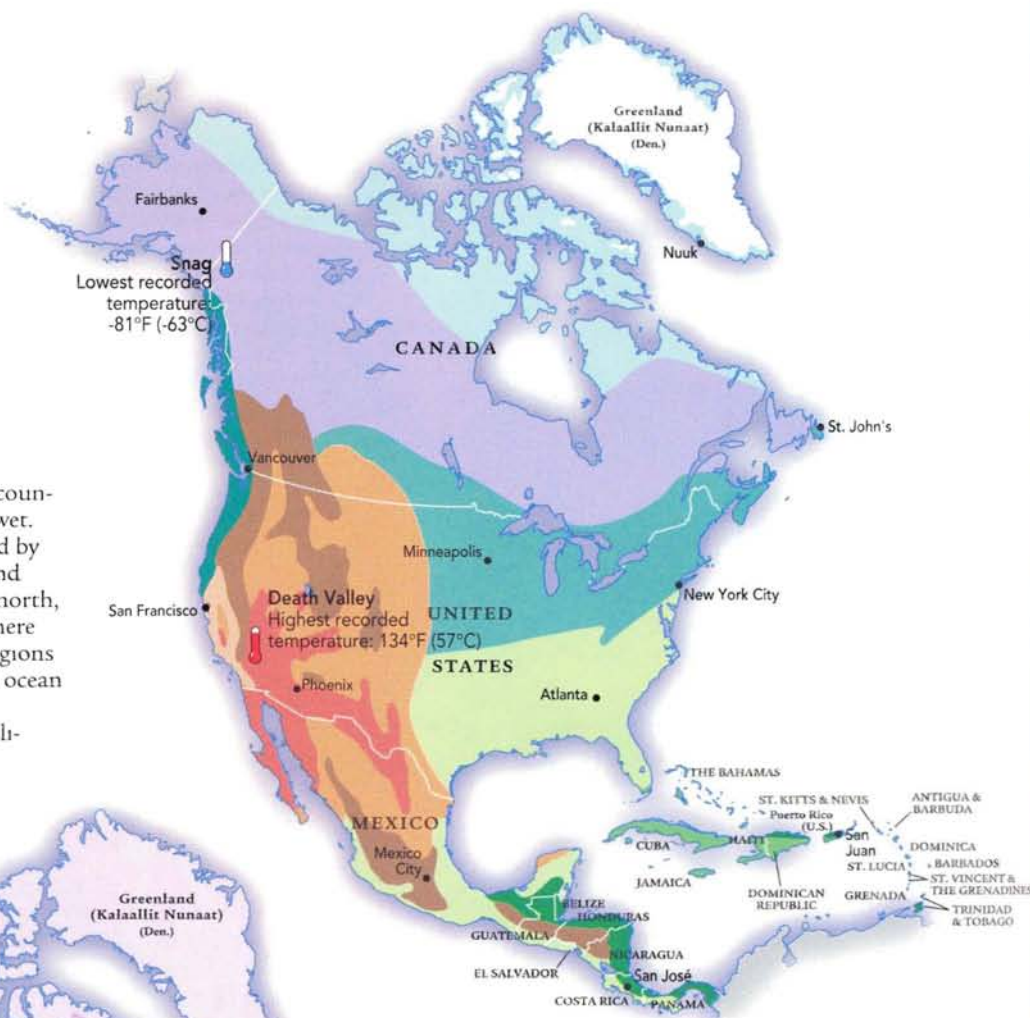 Greenland
(Kalaallit Nunaat)
(Den.)
Fairbanks
Nuuk
Snag
Lowest recorded
temperature:
-81°F (-63°C)
CANADA
St. John's
Vancouver
coun-
wet.
d by
nd
north,
here
gions
ocean
li-
Minneapolis
New York City
San Francisco
Death Valley
Highest recorded
temperature: 134°F (57°C)
UNITED
STATES
Phoenix
Atlanta
THE BAHAMAS
ST. KITTS & NEVIS
ANTIGUA &
BARBUDA
Puerto Rico
(U.S.)
San
Juan
MEXICO
Mexico
City
CUBA
HAITI
DOMINICA
ST. LUCIA
BARBADOS
JAMAICA
ST. VINCENT &
THE GRENADINES
DOMINICAN
REPUBLIC
GRENADA
TRINIDAD
& TOBAGO
BELIZE
HONDURAS
GUATEMALA
NICARAGUA
EL SALVADOR
San José
COSTA RICA
PANAMA
Greenland
(Kalaallit Nunaat)
(Den.)